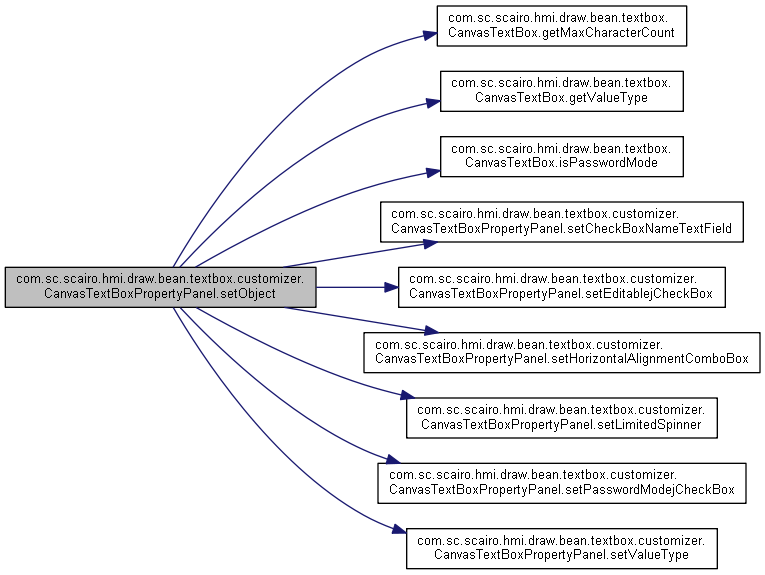 com.sc.scairo.hmi.draw.bean.textbox.
CanvasTextBox.getMaxCharacterCount
com.sc.scairo.hmi.draw.bean.textbox.
CanvasTextBox.getValueType
com.sc.scairo.hmi.draw.bean.textbox.
CanvasTextBox.isPasswordMode
com.sc.scairo.hmi.draw.bean.textbox.customizer.
CanvasTextBoxPropertyPanel.setCheckBoxNameTextField
com.sc.scairo.hmi.draw.bean.textbox.customizer.
CanvasTextBoxPropertyPanel.setObject
com.sc.scairo.hmi.draw.bean.textbox.customizer.
CanvasTextBoxPropertyPanel.setEditablejCheckBox
com.sc.scairo.hmi.draw.bean.textbox.customizer.
CanvasTextBoxPropertyPanel.setHorizontalAlignmentComboBox
com.sc.scairo.hmi.draw.bean.textbox.customizer.
CanvasTextBoxPropertyPanel.setLimitedSpinner
com.sc.scairo.hmi.draw.bean.textbox.customizer.
CanvasTextBoxPropertyPanel.setPasswordModejCheckBox
com.sc.scairo.hmi.draw.bean.textbox.customizer.
CanvasTextBoxPropertyPanel.setValueType